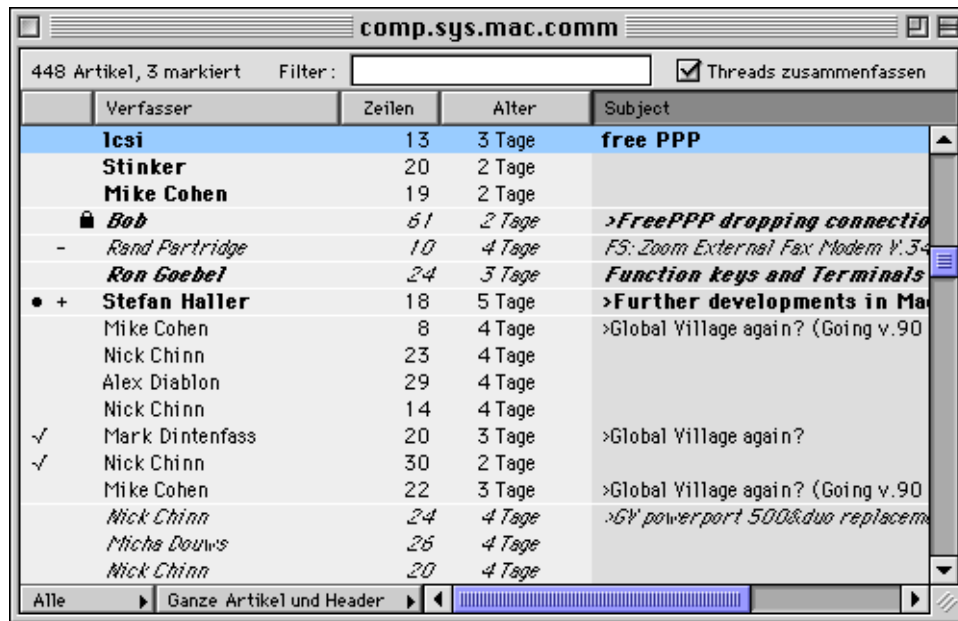 comp.sys.mac.comm
448 Artikel, 3 markiert Filter: Threads zusammenfassen
Verfasser Zeilen Alter Subject
lcsi 13 3 Tage free PPP
Stinker 20 2 Tage
Mike Cohen 19 2 Tage
Bob 61 2 Tage >FreePPP dropping connectio
- Rand Partridge 10 4 Tage FS: Zoom External Fax Modem V.34
Ron Goebel 24 3 Tage Function keys and Terminals
• + Stefan Haller 18 5 Tage >Further developments in Mac
Mike Cohen 8 4 Tage >Global Village again? (Going v.90
Nick Chinn 23 4 Tage
Alex Diablon 29 4 Tage
Nick Chinn 14 4 Tage
√ Mark Dintenfass 20 3 Tage >Global Village again?
√ Nick Chinn 30 2 Tage
Mike Cohen 22 3 Tage >Global Village again? (Going v.90
Nick Chinn 24 4 Tage >GV powerport 500&duo replaceme
Micha Douws 26 4 Tage
Nick Chinn 20 4 Tage
Alle Ganze Artikel und Header